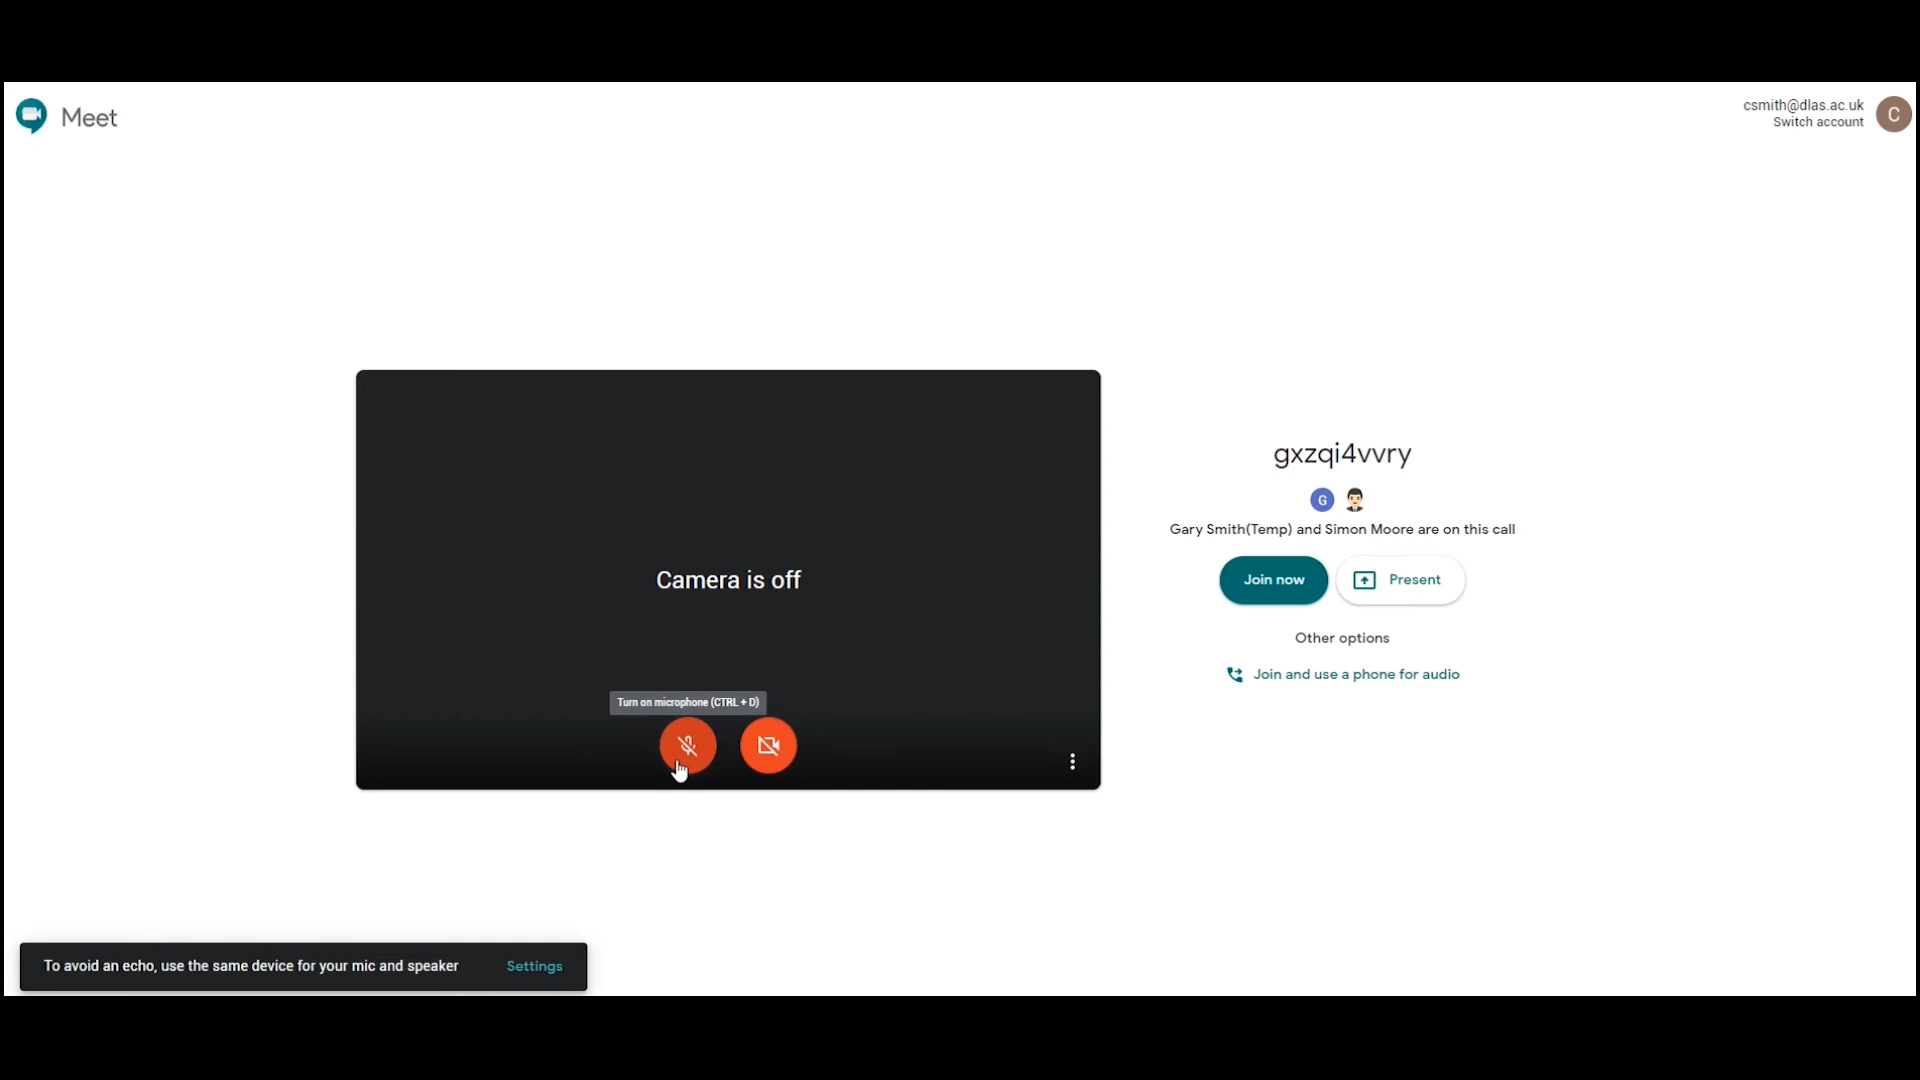 Meet
csmith@dlas.ac.uk
Switch account
C
gxzqi4vvry
G
Gary Smith(Temp) and Simon Moore are on this call
Camera is off
Join now
Present
Other options
Join and use a phone for audio
Turn on microphone (CTRL + D)
To avoid an echo, use the same device for your mic and speaker
Settings